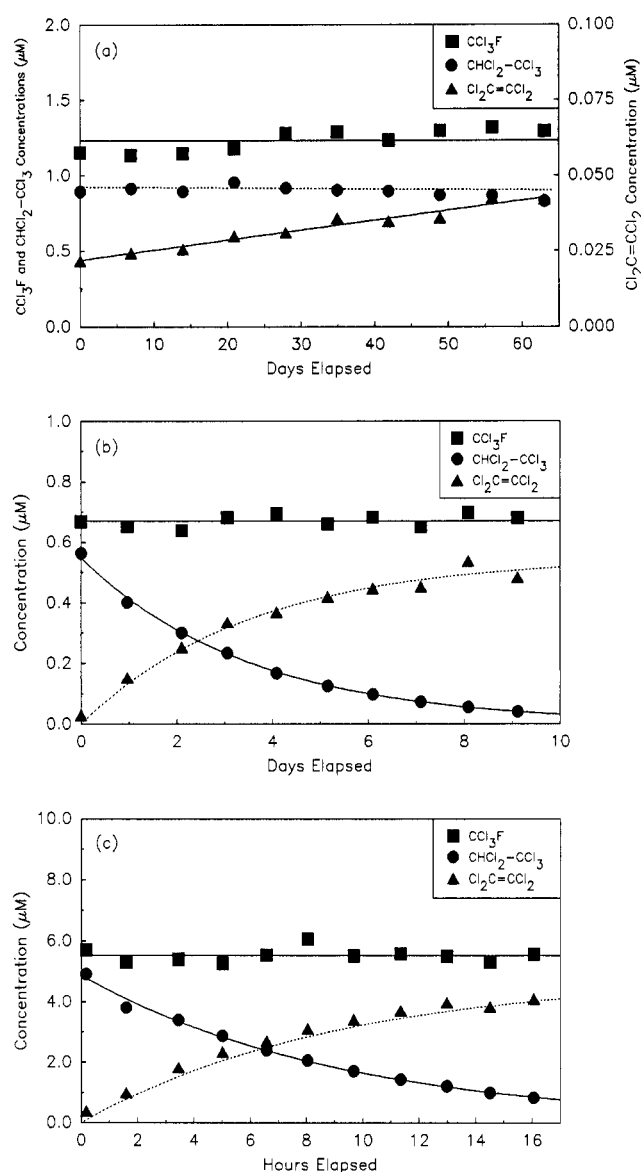 (a)
CCl₃F
CHCl₂−CCl₃
Cl₂C=CCl₂
CCl₃F and CHCl₂−CCl₃ Concentrations (μM)
2.0
1.5
1.0
0.5
0.0
Cl₂C=CCl₂ Concentration (μM)
0.100
0.075
0.050
0.025
0.000
0 10 20 30 40 50 60
Days Elapsed
(b)
CCl₃F
CHCl₂−CCl₃
Cl₂C=CCl₂
Concentration (μM)
1.0
0.8
0.6
0.4
0.2
0.0
0 2 4 6 8 10
Days Elapsed
(c)
CCl₃F
CHCl₂−CCl₃
Cl₂C=CCl₂
Concentration (μM)
10.0
8.0
6.0
4.0
2.0
0.0
0 2 4 6 8 10 12 14 16
Hours Elapsed